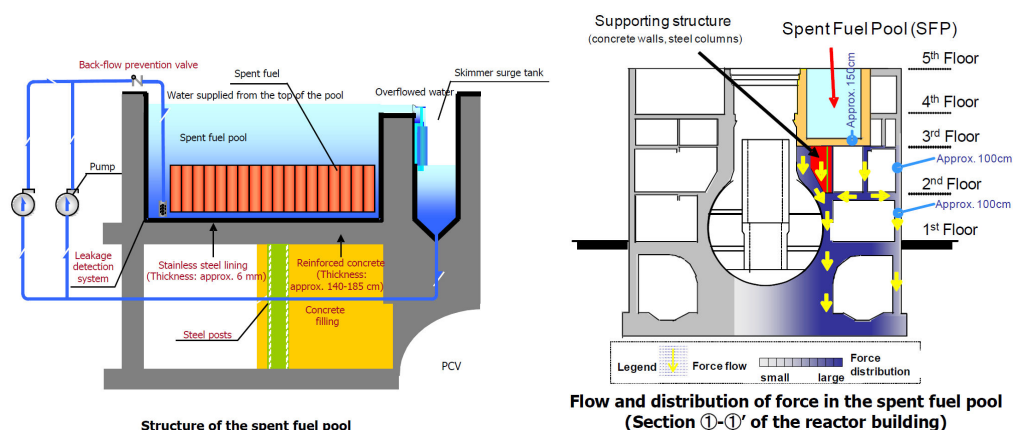 Back-flow prevention valve
Spent fuel
Skimmer surge tank
Water supplied from the top of the pool
Overflowed water
Spent fuel pool
Pump
Leakage
detection
system
Stainless steel lining
(Thickness: approx. 6 mm)
Reinforced concrete
(Thickness:
approx. 140-185 cm)
Concrete
filling
Steel posts
PCV
Structure of the spent fuel pool
Supporting structure
(concrete walls, steel columns)
Spent Fuel Pool (SFP)
Approx. 150cm
5th Floor
4th Floor
3rd Floor
Approx. 100cm
2nd Floor
Approx. 100cm
1st Floor
Legend
Force flow
Force
distribution
small
large
Flow and distribution of force in the spent fuel pool
(Section ①-①’ of the reactor building)